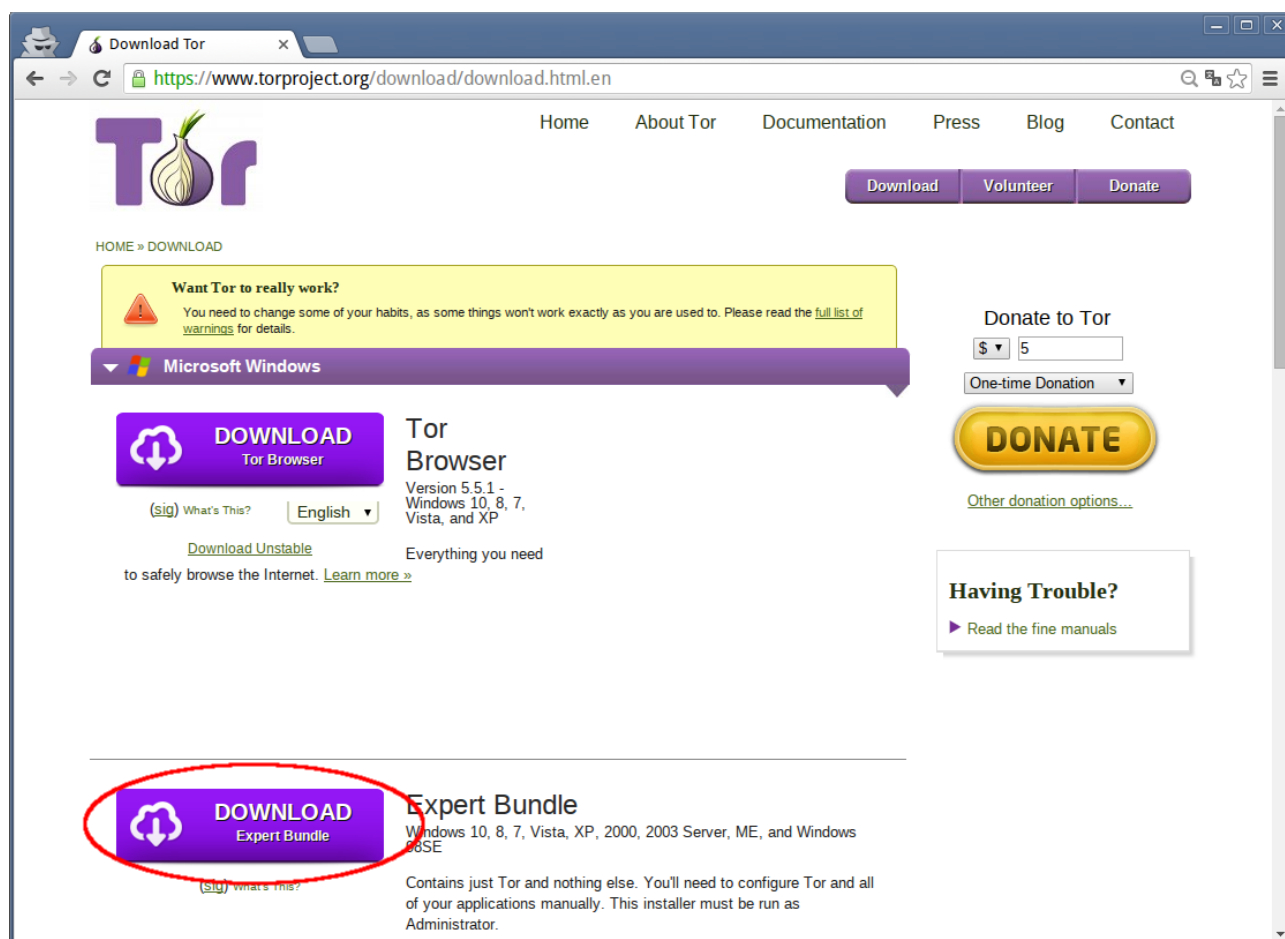 Download Tor
https://www.torproject.org/download/download.html.en
Tor
Home About Tor Documentation Press Blog Contact
Download Volunteer Donate
HOME » DOWNLOAD
Want Tor to really work?
You need to change some of your habits, as some things won't work exactly as you are used to. Please read the full list of
warnings for details.
Microsoft Windows
DOWNLOAD
Tor Browser
(sig) What's This?
English
Download Unstable
Tor
Browser
Version 5.5.1 -
Windows 10, 8, 7,
Vista, and XP
Everything you need
to safely browse the Internet. Learn more »
Donate to Tor
$ 5
One-time Donation
DONATE
Other donation options...
Having Trouble?
Read the fine manuals
DOWNLOAD
Expert Bundle
(sig) What's This?
Expert Bundle
Windows 10, 8, 7, Vista, XP, 2000, 2003 Server, ME, and Windows
98SE
Contains just Tor and nothing else. You'll need to configure Tor and all
of your applications manually. This installer must be run as
Administrator.